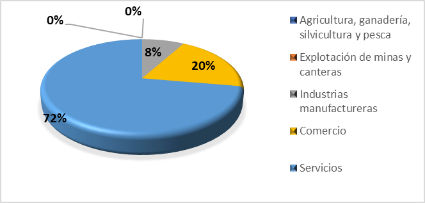 0%
0%
8%
20%
72%
Agricultura, ganadería,
silvicultura y pesca
Explotación de minas y
canteras
Industrias
manufactureras
Comercio
Servicios